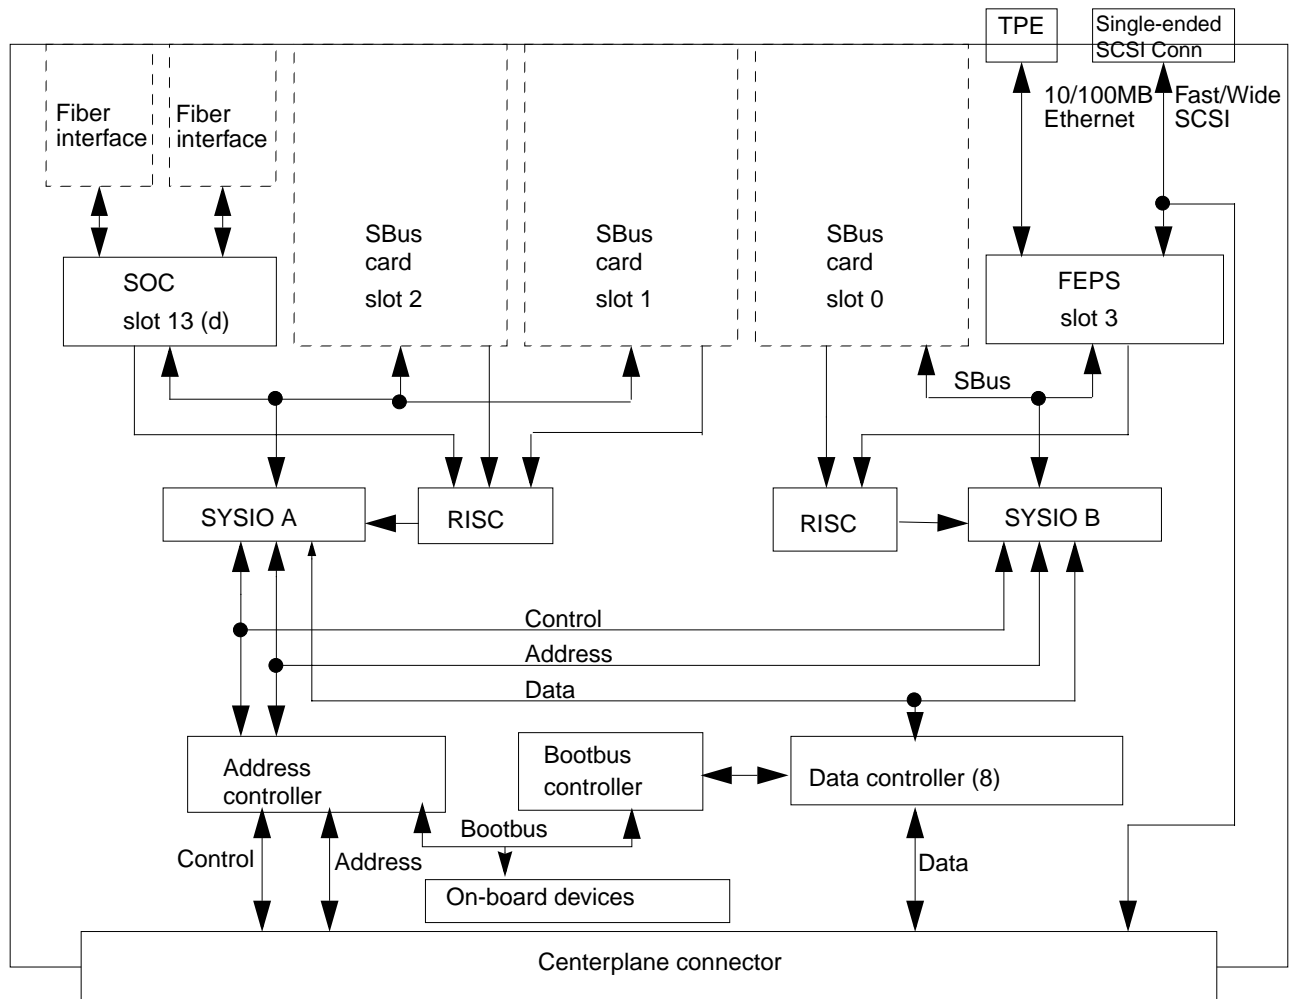 TPE
Single-ended
SCSI Conn
10/100MB
Ethernet
Fast/Wide
SCSI
Fiber
interface
Fiber
interface
SBus
card
slot 2
SBus
card
slot 1
SBus
card
slot 0
SOC
slot 13 (d)
FEPS
slot 3
SBus
SYSIO A
RISC
RISC
SYSIO B
Control
Address
Data
Address
controller
Bootbus
controller
Data controller (8)
Bootbus
Control
Address
Data
On-board devices
Centerplane connector